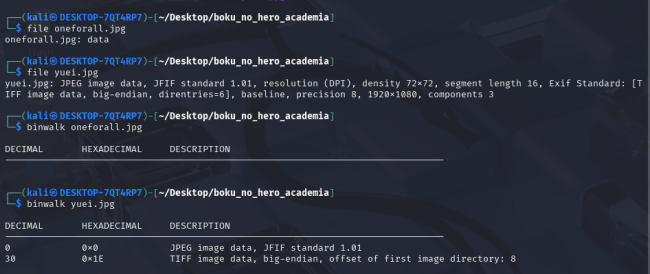 ┌──(kali㉿DESKTOP-7QT4RP7)-[~/Desktop/boku_no_hero_academia]
└─$ file oneforall.jpg
oneforall.jpg: data
┌──(kali㉿DESKTOP-7QT4RP7)-[~/Desktop/boku_no_hero_academia]
└─$ file yuei.jpg
yuei.jpg: JPEG image data, JFIF standard 1.01, resolution (DPI), density 72×72, segment length 16, Exif Standard: [T
IFF image data, big-endian, direntries=6], baseline, precision 8, 1920×1080, components 3
┌──(kali㉿DESKTOP-7QT4RP7)-[~/Desktop/boku_no_hero_academia]
└─$ binwalk oneforall.jpg
DECIMAL       HEXADECIMAL     DESCRIPTION
┌──(kali㉿DESKTOP-7QT4RP7)-[~/Desktop/boku_no_hero_academia]
└─$ binwalk yuei.jpg
DECIMAL       HEXADECIMAL     DESCRIPTION
0             0×0             JPEG image data, JFIF standard 1.01
30            0×1E            TIFF image data, big-endian, offset of first image directory: 8